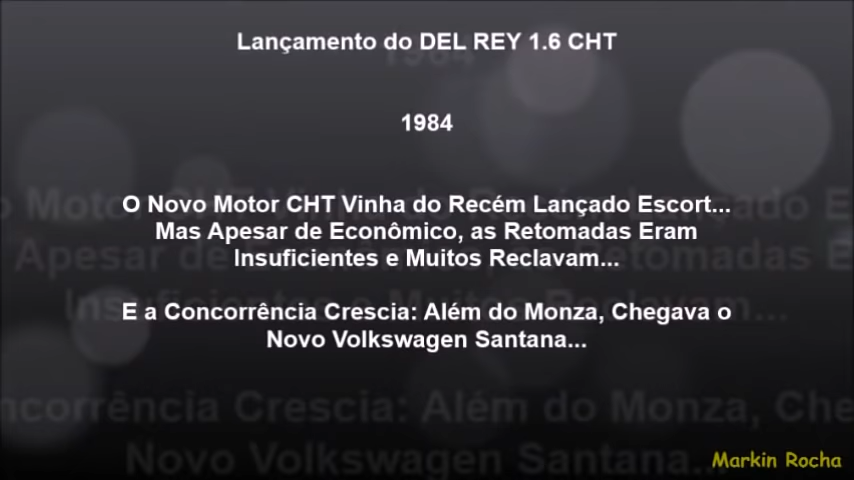 Lançamento do DEL REY 1.6 CHT
1984
O Novo Motor CHT Vinha do Recém Lançado Escort...
Mas Apesar de Econômico, as Retomadas Eram
Insuficientes e Muitos Reclavam...
E a Concorrência Crescia: Além do Monza, Chegava o
Novo Volkswagen Santana...
Markin Rocha